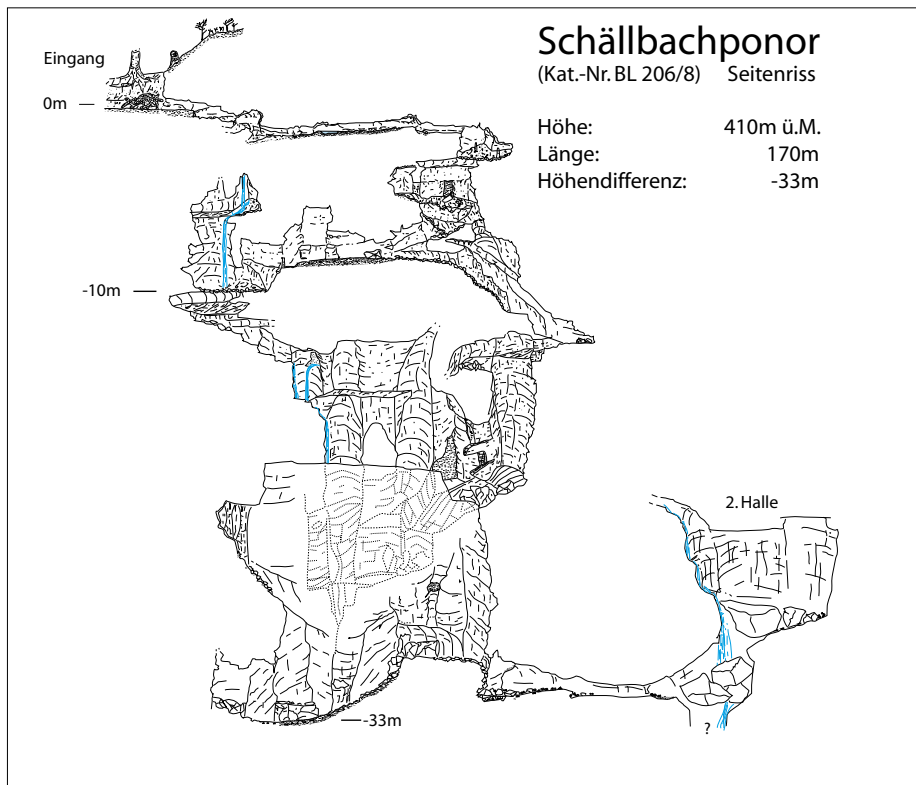 Schällbachponor
(Kat.-Nr. BL 206/8) Seitenriss
Höhe: 410m ü.M.
Länge: 170m
Höhendifferenz: -33m
Eingang
0m
-10m
2.Halle
-33m
?